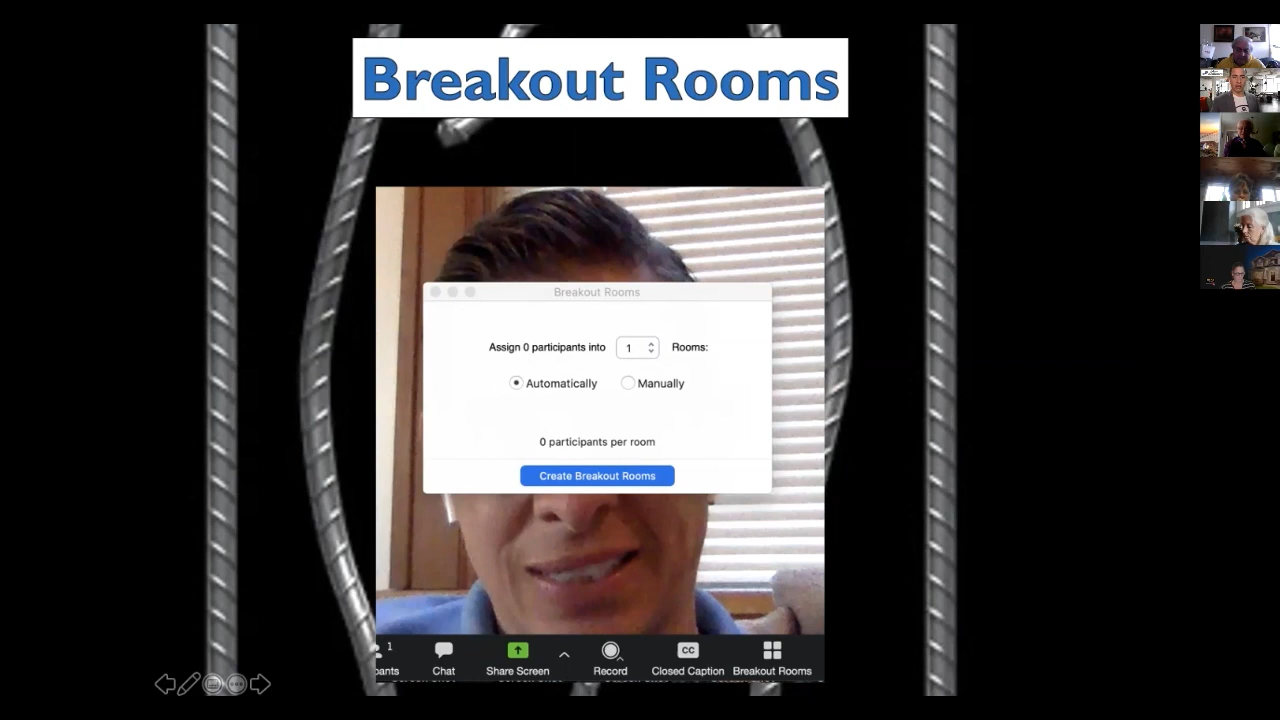 Breakout Rooms
Breakout Rooms
Assign 0 participants into 1 Rooms:
Automatically Manually
0 participants per room
Create Breakout Rooms
1
CC
pants Chat Share Screen Record Closed Caption Breakout Rooms